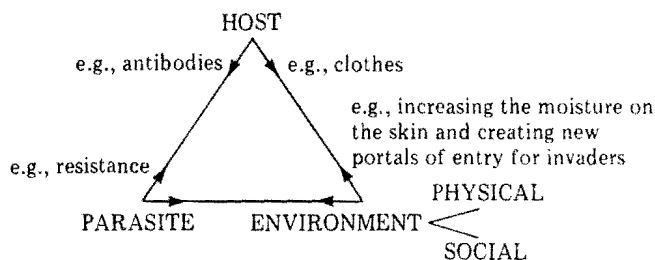 HOST
e.g., antibodies
e.g., clothes
e.g., increasing the moisture on
the skin and creating new
portals of entry for invaders
e.g., resistance
PARASITE
ENVIRONMENT
PHYSICAL
SOCIAL